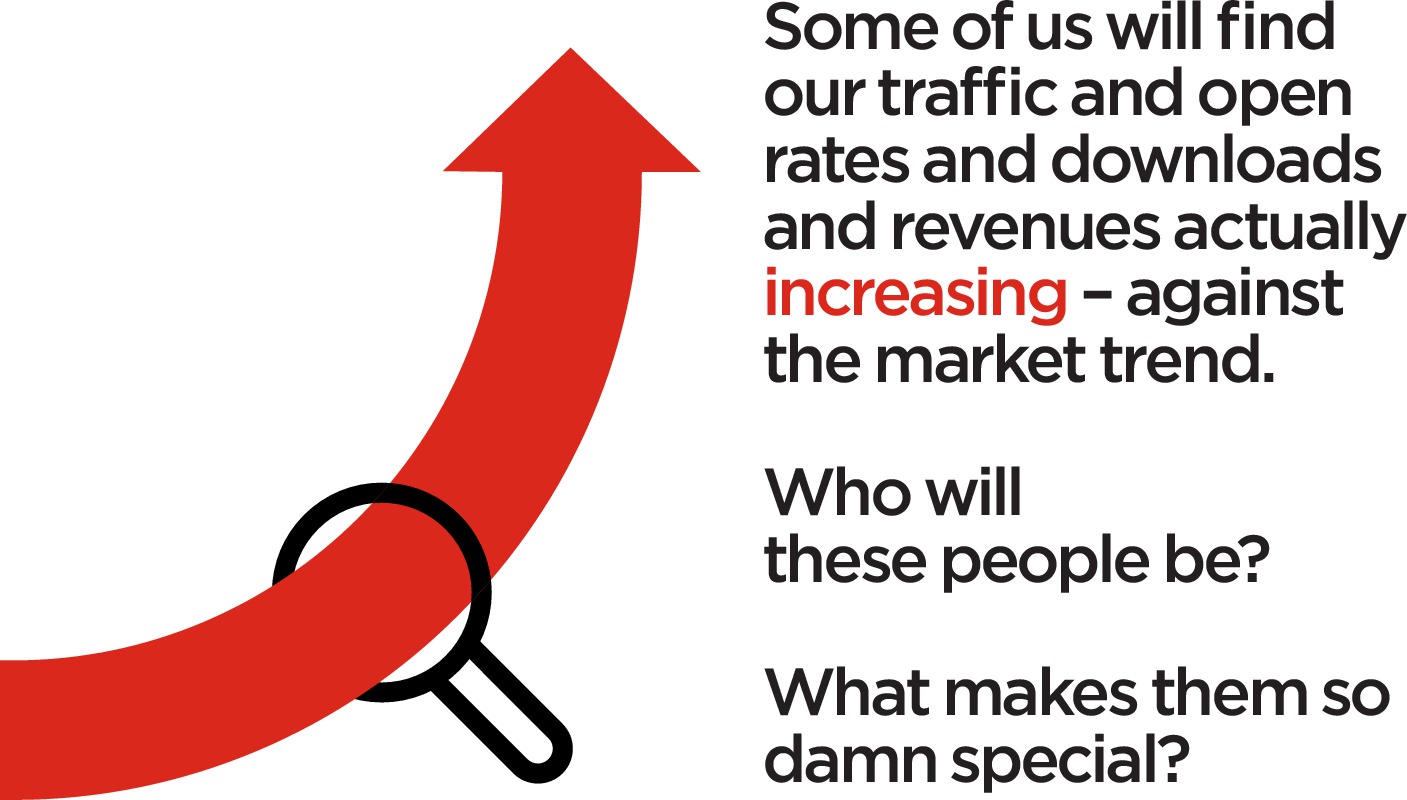 Some of us will find
our traffic and open
rates and downloads
and revenues actually
increasing – against
the market trend.
Who will
these people be?
What makes them so
damn special?